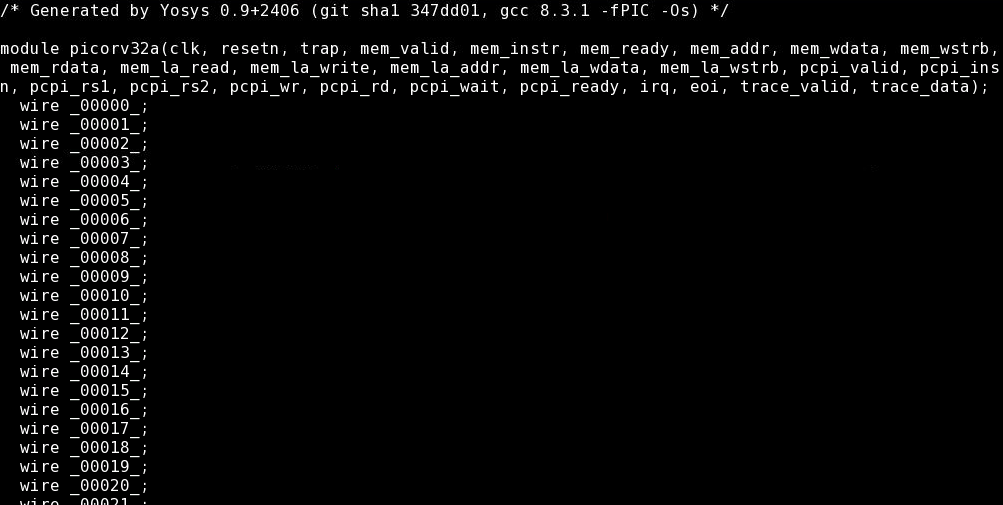 /* Generated by Yosys 0.9+2406 (git sha1 347dd01, gcc 8.3.1 -fPIC -Os) */
module picorv32a(clk, resetn, trap, mem_valid, mem_instr, mem_ready, mem_addr, mem_wdata, mem_wstrb,
mem_rdata, mem_la_read, mem_la_write, mem_la_addr, mem_la_wdata, mem_la_wstrb, pcpi_valid, pcpi_ins
n, pcpi_rs1, pcpi_rs2, pcpi_wr, pcpi_rd, pcpi_wait, pcpi_ready, irq, eoi, trace_valid, trace_data);
wire _00000_;
wire _00001_;
wire _00002_;
wire _00003_;
wire _00004_;
wire _00005_;
wire _00006_;
wire _00007_;
wire _00008_;
wire _00009_;
wire _00010_;
wire _00011_;
wire _00012_;
wire _00013_;
wire _00014_;
wire _00015_;
wire _00016_;
wire _00017_;
wire _00018_;
wire _00019_;
wire _00020_;
wire _00021_;